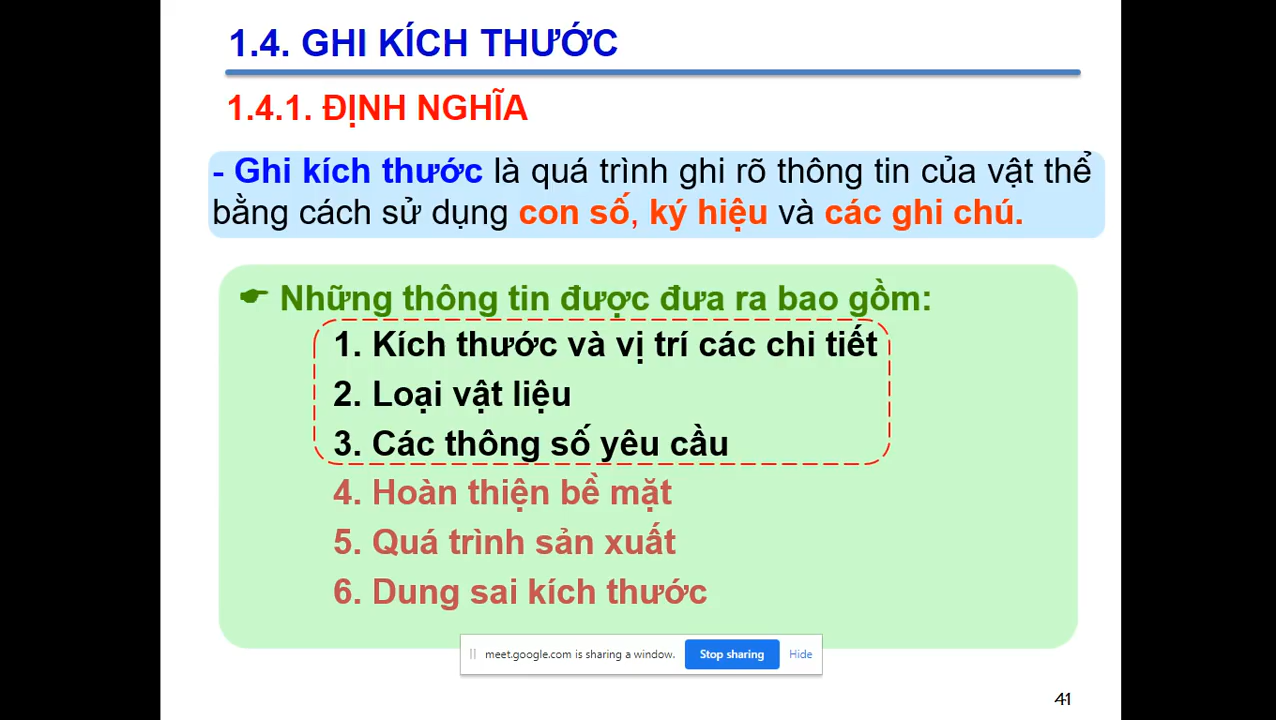 1.4. GHI KÍCH THƯỚC
1.4.1. ĐỊNH NGHĨA
- Ghi kích thước là quá trình ghi rõ thông tin của vật thể
bằng cách sử dụng con số, ký hiệu và các ghi chú.
☛ Những thông tin được đưa ra bao gồm:
1. Kích thước và vị trí các chi tiết
2. Loại vật liệu
3. Các thông số yêu cầu
4. Hoàn thiện bề mặt
5. Quá trình sản xuất
6. Dung sai kích thước
meet.google.com is sharing a window. Stop sharing Hide
41